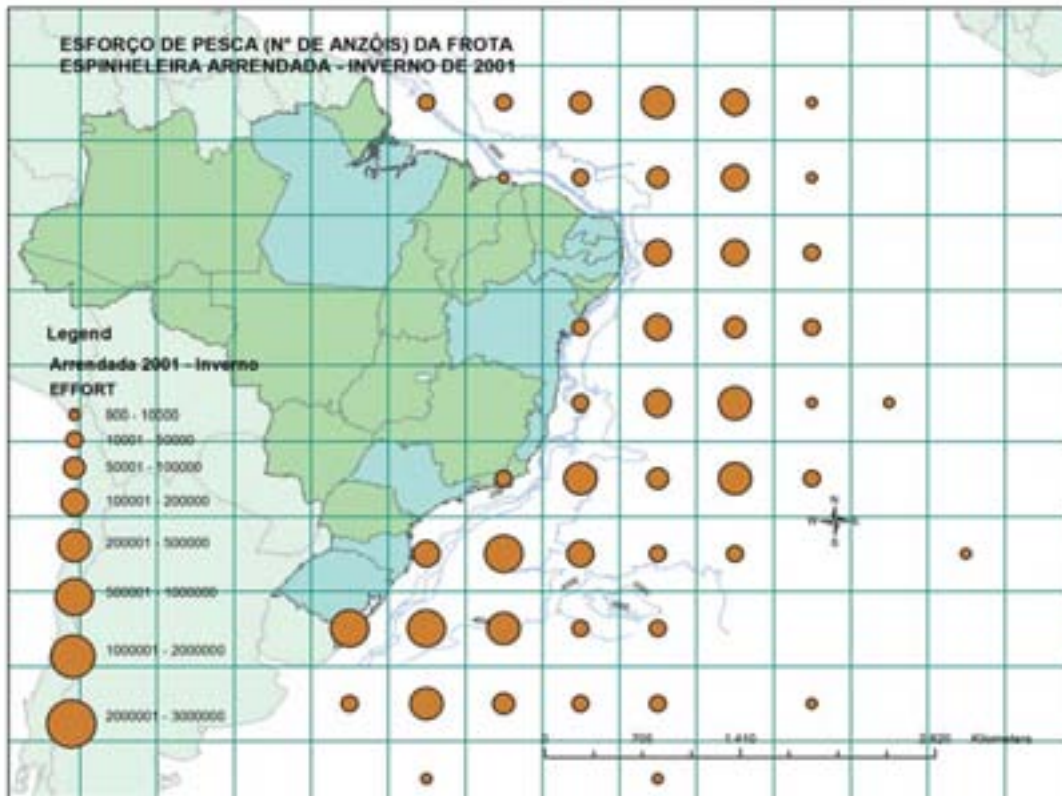 ESFORÇO DE PESCA (Nº DE ANZÓIS) DA FROTA
ESPINHELEIRA ARRENDADA - INVERNO DE 2001
Legend
Arrendada 2001 - Inverno
EFFORT
900 - 10000
10001 - 50000
50001 - 100000
100001 - 200000
200001 - 500000
500001 - 1000000
1000001 - 2000000
2000001 - 3000000
N
W
S
0 705 1.410 2.820 Kilometers